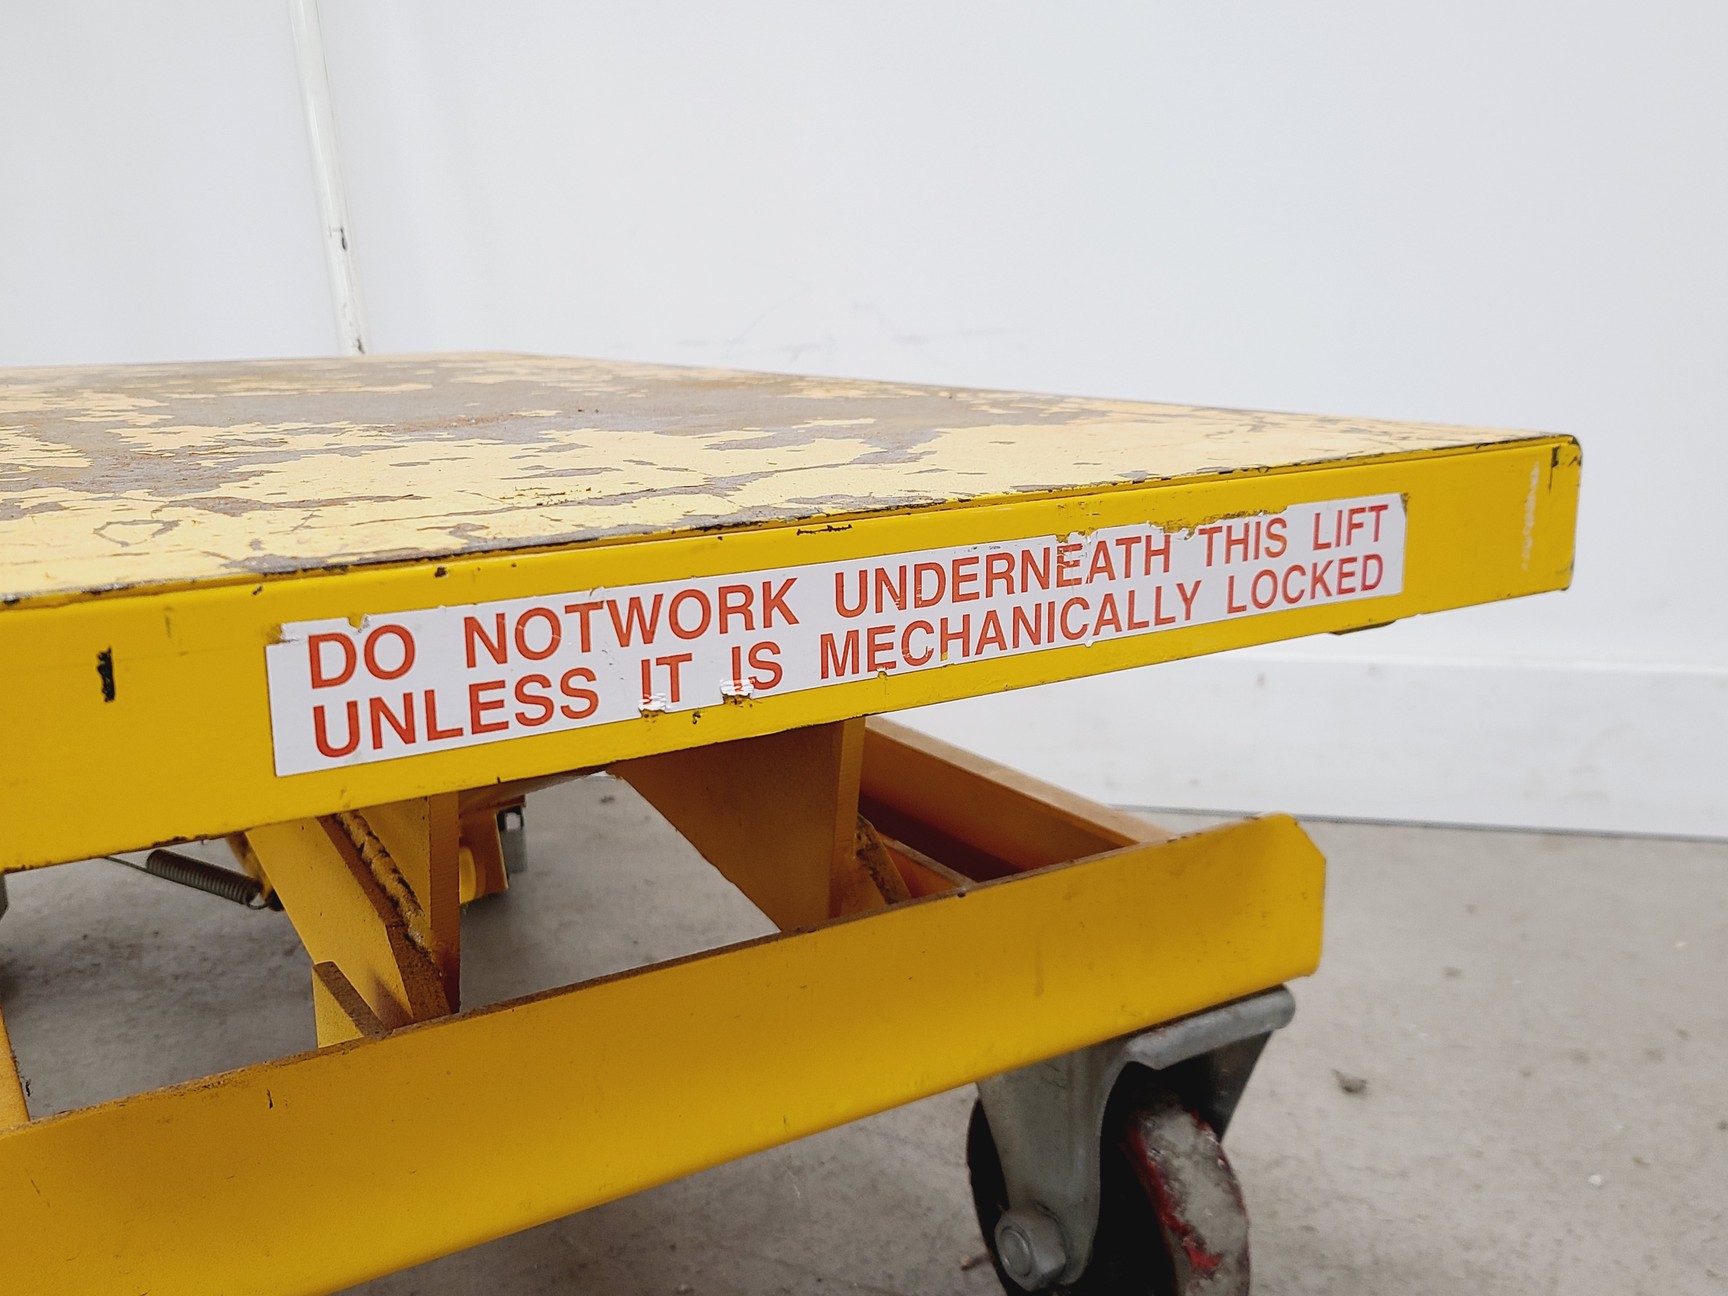 DO NOTWORK UNDERNEATH THIS LIFT
UNLESS IT IS MECHANICALLY LOCKED